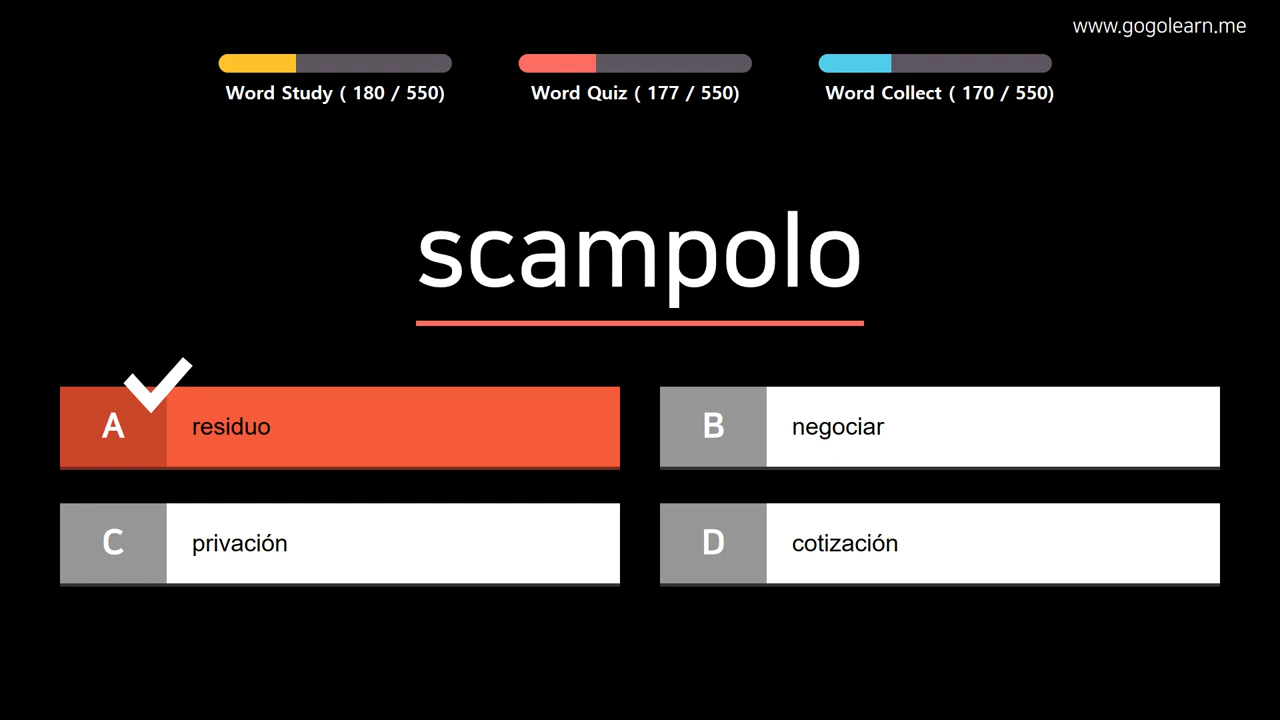 www.gogolearn.me
Word Study ( 180 / 550)
Word Quiz ( 177 / 550)
Word Collect ( 170 / 550)
scampolo
A residuo
B negociar
C privación
D cotización